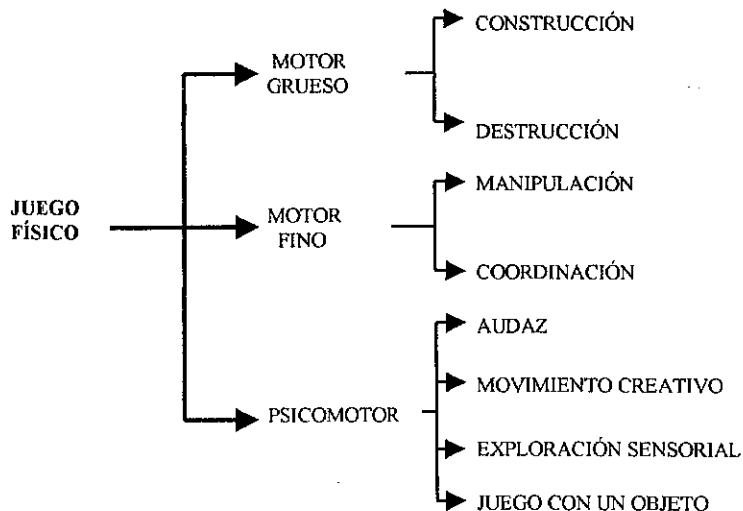 JUEGO
FÍSICO
MOTOR
GRUESO
CONSTRUCCIÓN
DESTRUCCIÓN
MOTOR
FINO
MANIPULACIÓN
COORDINACIÓN
PSICOMOTOR
AUDAZ
MOVIMIENTO CREATIVO
EXPLORACIÓN SENSORIAL
JUEGO CON UN OBJETO